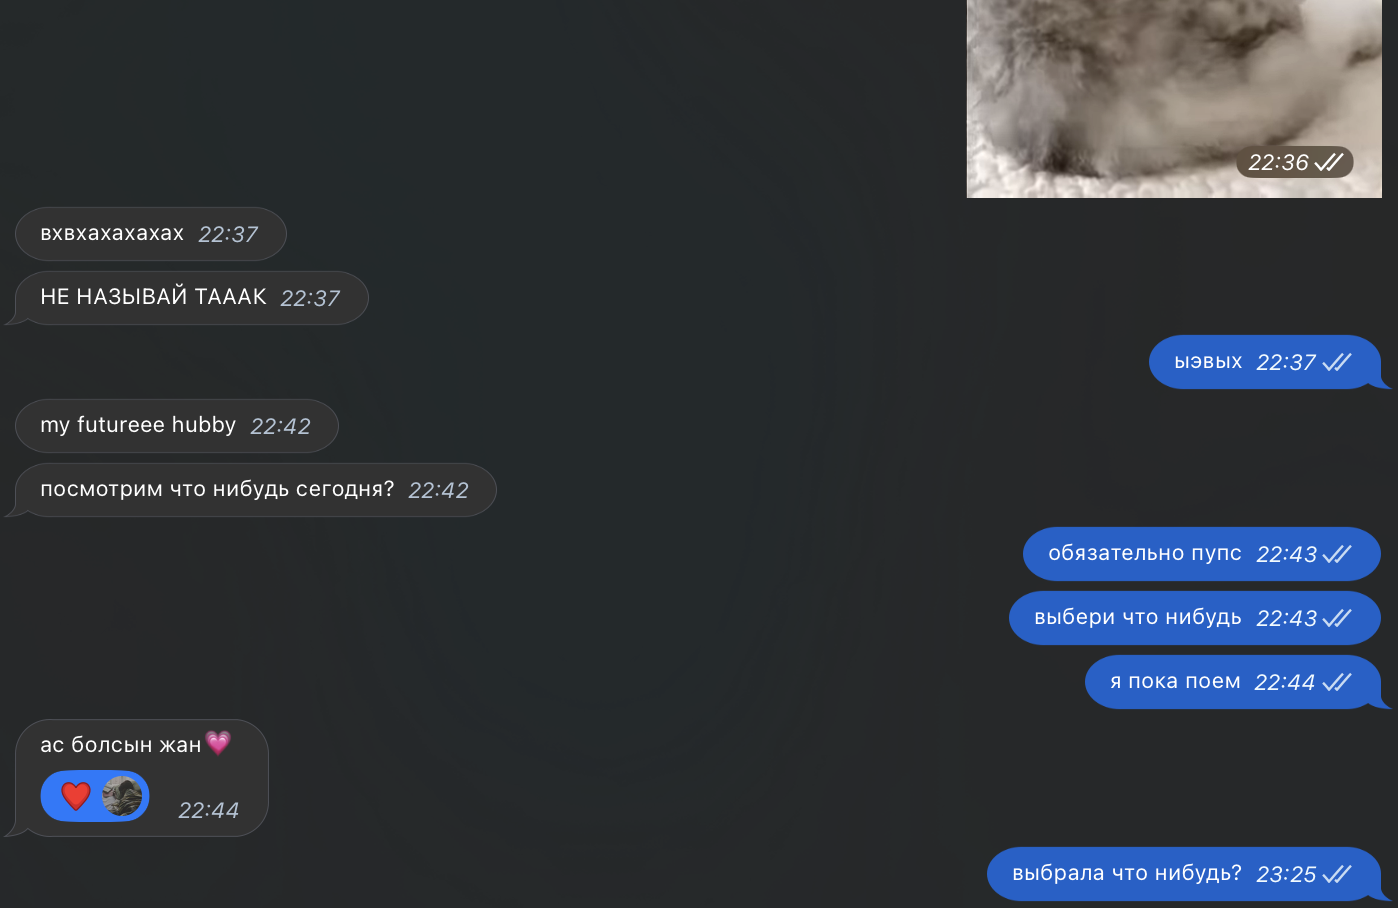 22:36
вхвхахахахах 22:37
НЕ НАЗЫВАЙ ТАААК 22:37
ыэвых 22:37
my futureee hubby 22:42
посмотрим что нибудь сегодня? 22:42
обязательно пупс 22:43
выбери что нибудь 22:43
я пока поем 22:44
ас болсын жан💗
❤️ 22:44
выбрала что нибудь? 23:25